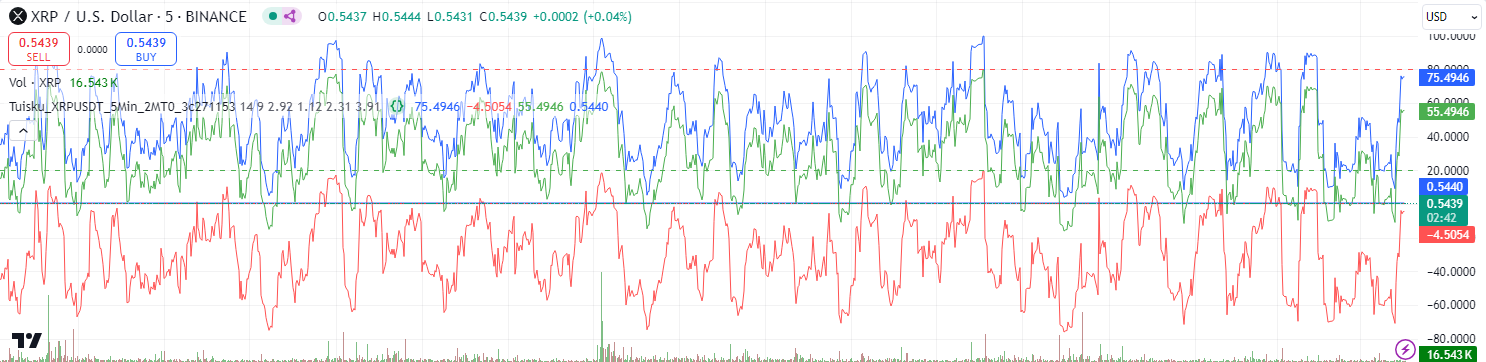 XRP / U.S. Dollar · 5 · BINANCE O0.5437 H0.5444 L0.5431 C0.5439 +0.0002 (+0.04%)
USD
0.5439 SELL
0.0000
0.5439 BUY
Vol · XRP 16.543 K
Tuisku_XRPUSDT_5Min_2MT0_3c271153 14 9 2.92 1.12 2.31 3.91 {} 75.4946 −4.5054 55.4946 0.5440
100.0000
80.0000
75.4946
60.0000
55.4946
40.0000
20.0000
0.5440
0.5439
02:42
−4.5054
−40.0000
−60.0000
−80.0000
16.543 K